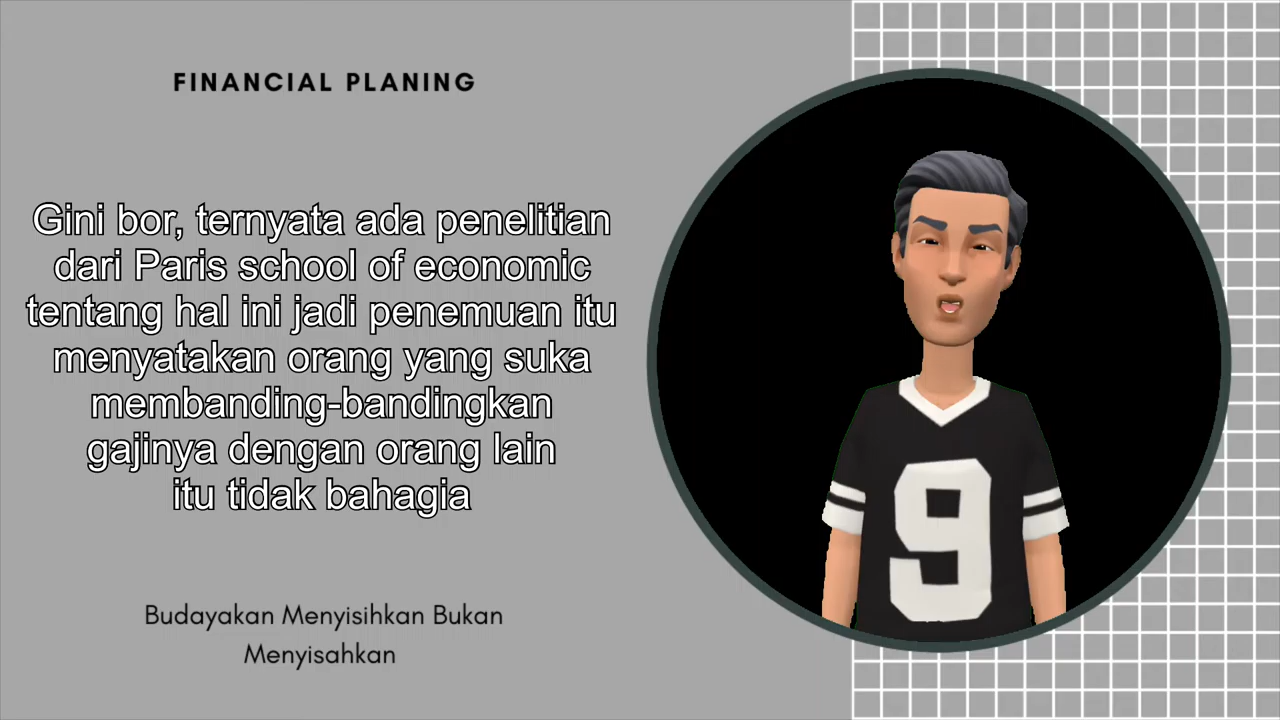 FINANCIAL PLANING
Gini bor, ternyata ada penelitian
dari Paris school of economic
tentang hal ini jadi penemuan itu
menyatakan orang yang suka
membanding-bandingkan
gajinya dengan orang lain
itu tidak bahagia
Budayakan Menyisihkan Bukan
Menyisahkan
9